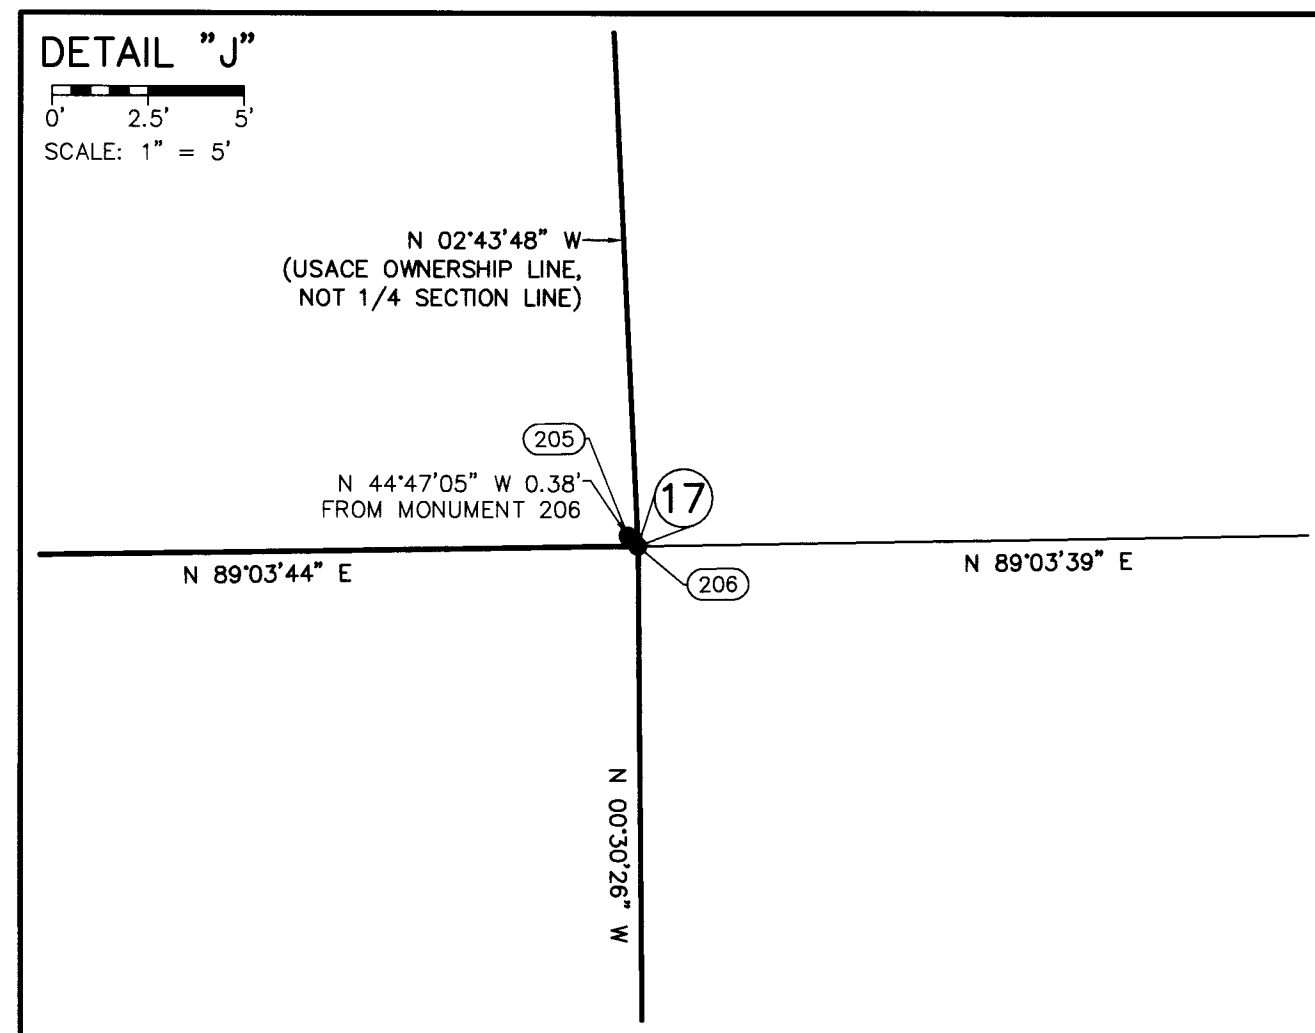 DETAIL "J"
0' 2.5' 5'
SCALE: 1" = 5'
N 02°43'48" W
(USACE OWNERSHIP LINE,
NOT 1/4 SECTION LINE)
205
N 44°47'05" W 0.38'
FROM MONUMENT 206
17
206
N 89°03'44" E
N 89°03'39" E
N 00°30'26" W